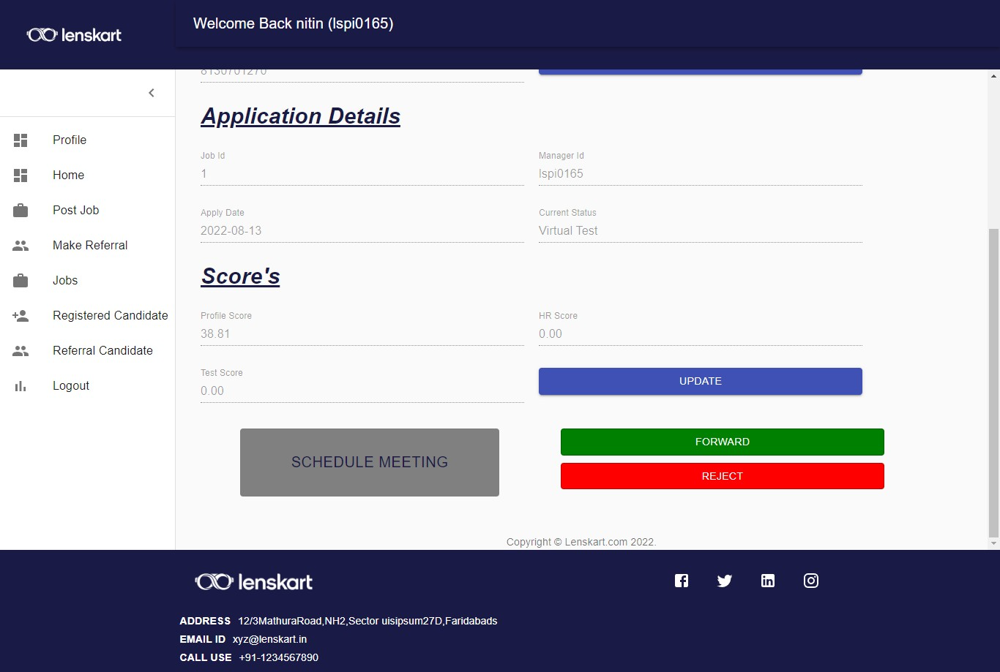 lenskart
Welcome Back nitin (lspi0165)
8130701270
Profile
Home
Post Job
Make Referral
Jobs
Registered Candidate
Referral Candidate
Logout
Application Details
Job Id
Manager Id
1
lspi0165
Apply Date
Current Status
2022-08-13
Virtual Test
Score's
Profile Score
HR Score
38.81
0.00
Test Score
0.00
UPDATE
SCHEDULE MEETING
FORWARD
REJECT
Copyright © Lenskart.com 2022.
lenskart
ADDRESS 12/3MathuraRoad,NH2,Sector uisipsum27D,Faridabads
EMAIL ID xyz@lenskart.in
CALL USE +91-1234567890